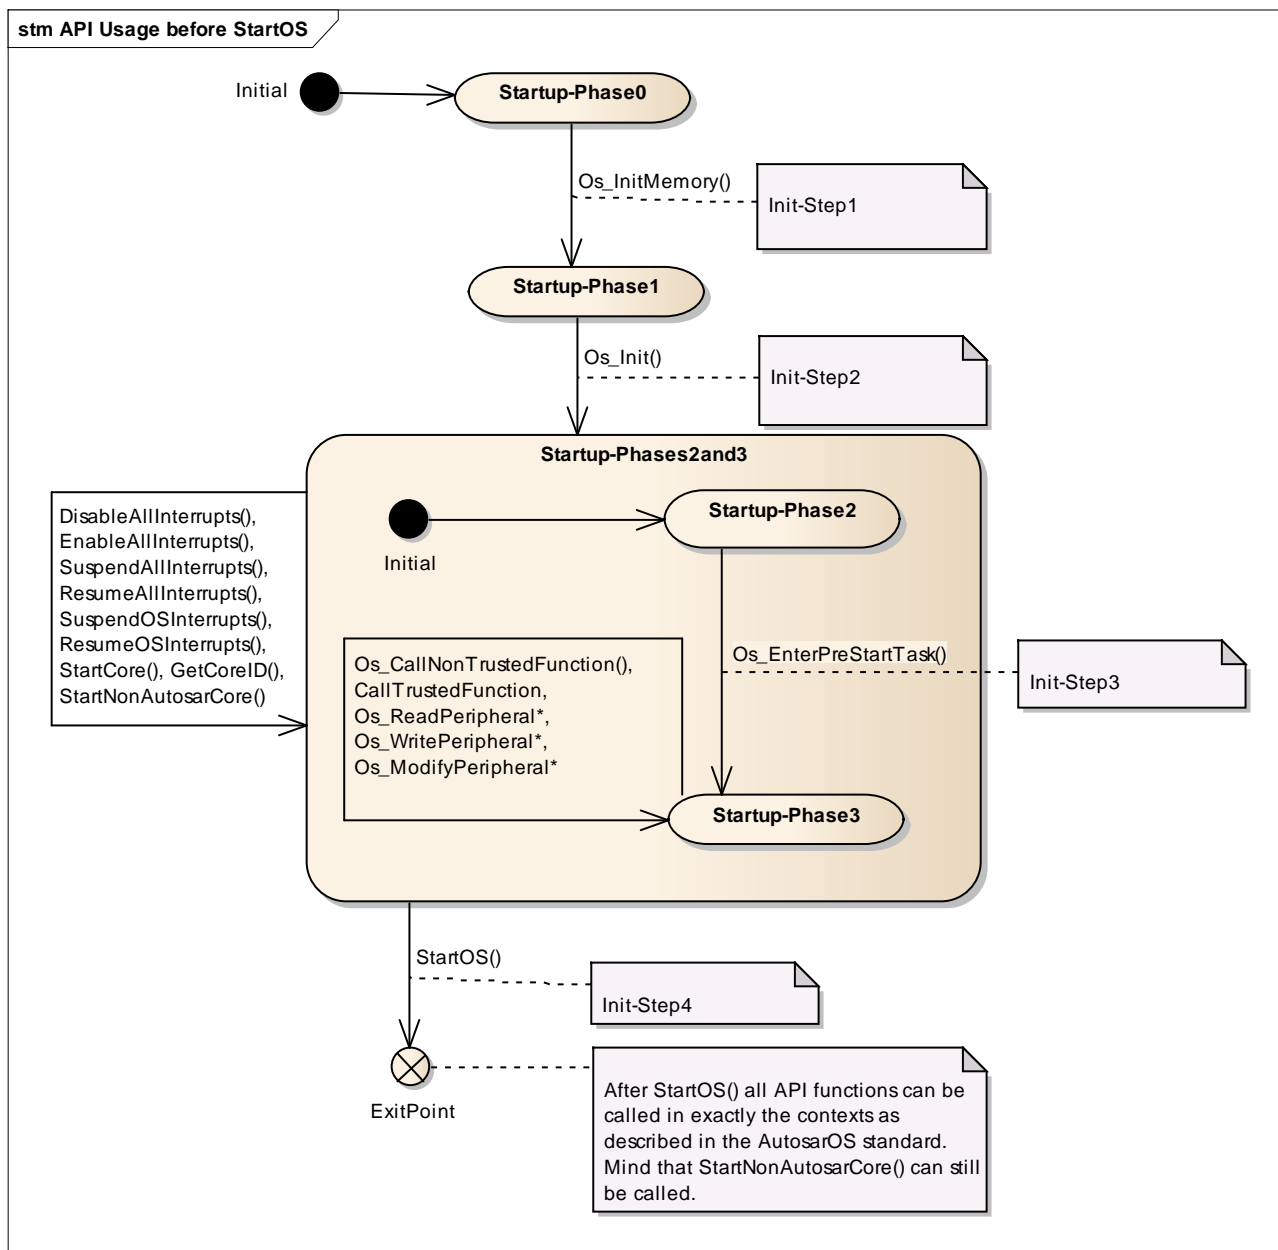 stm API Usage before StartOS
Initial
Startup-Phase0
Os_InitMemory()
Init-Step1
Startup-Phase1
Os_Init()
Init-Step2
Startup-Phases2and3
DisableAllInterrupts(),
EnableAllInterrupts(),
SuspendAllInterrupts(),
ResumeAllInterrupts(),
SuspendOSInterrupts(),
ResumeOSInterrupts(),
StartCore(), GetCoreID(),
StartNonAutosarCore()
Initial
Startup-Phase2
Os_EnterPreStartTask()
Init-Step3
Os_CallNonTrustedFunction(),
CallTrustedFunction,
Os_ReadPeripheral*,
Os_WritePeripheral*,
Os_ModifyPeripheral*
Startup-Phase3
StartOS()
Init-Step4
ExitPoint
After StartOS() all API functions can be
called in exactly the contexts as
described in the AutosarOS standard.
Mind that StartNonAutosarCore() can still
be called.